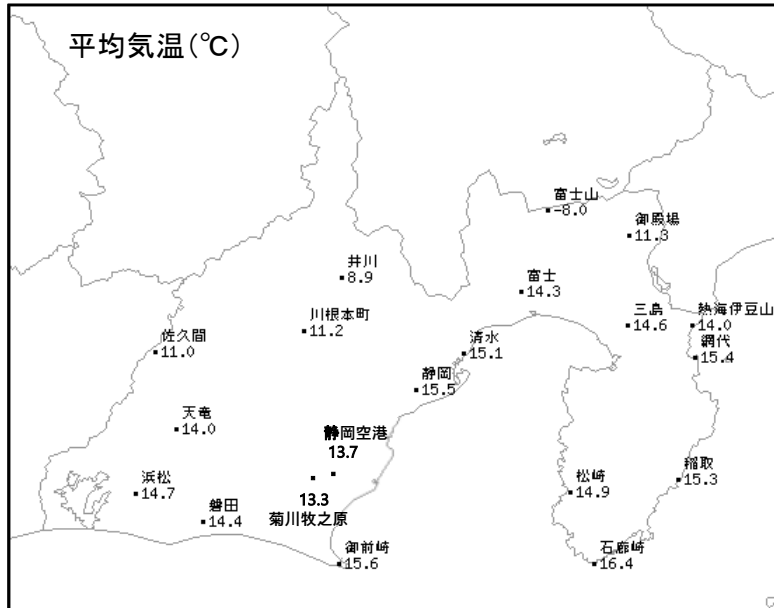 平均気温(℃)
富士山
-8.0
御殿場
11.3
井川
8.9
富士
14.3
川根本町
11.2
三島
14.6
熱海伊豆山
14.0
佐久間
11.0
清水
15.1
網代
15.4
静岡
15.5
天竜
14.0
静岡空港
13.7
浜松
14.7
13.3
菊川牧之原
松崎
14.9
稲取
15.3
磐田
14.4
御前崎
15.6
石廊崎
16.4